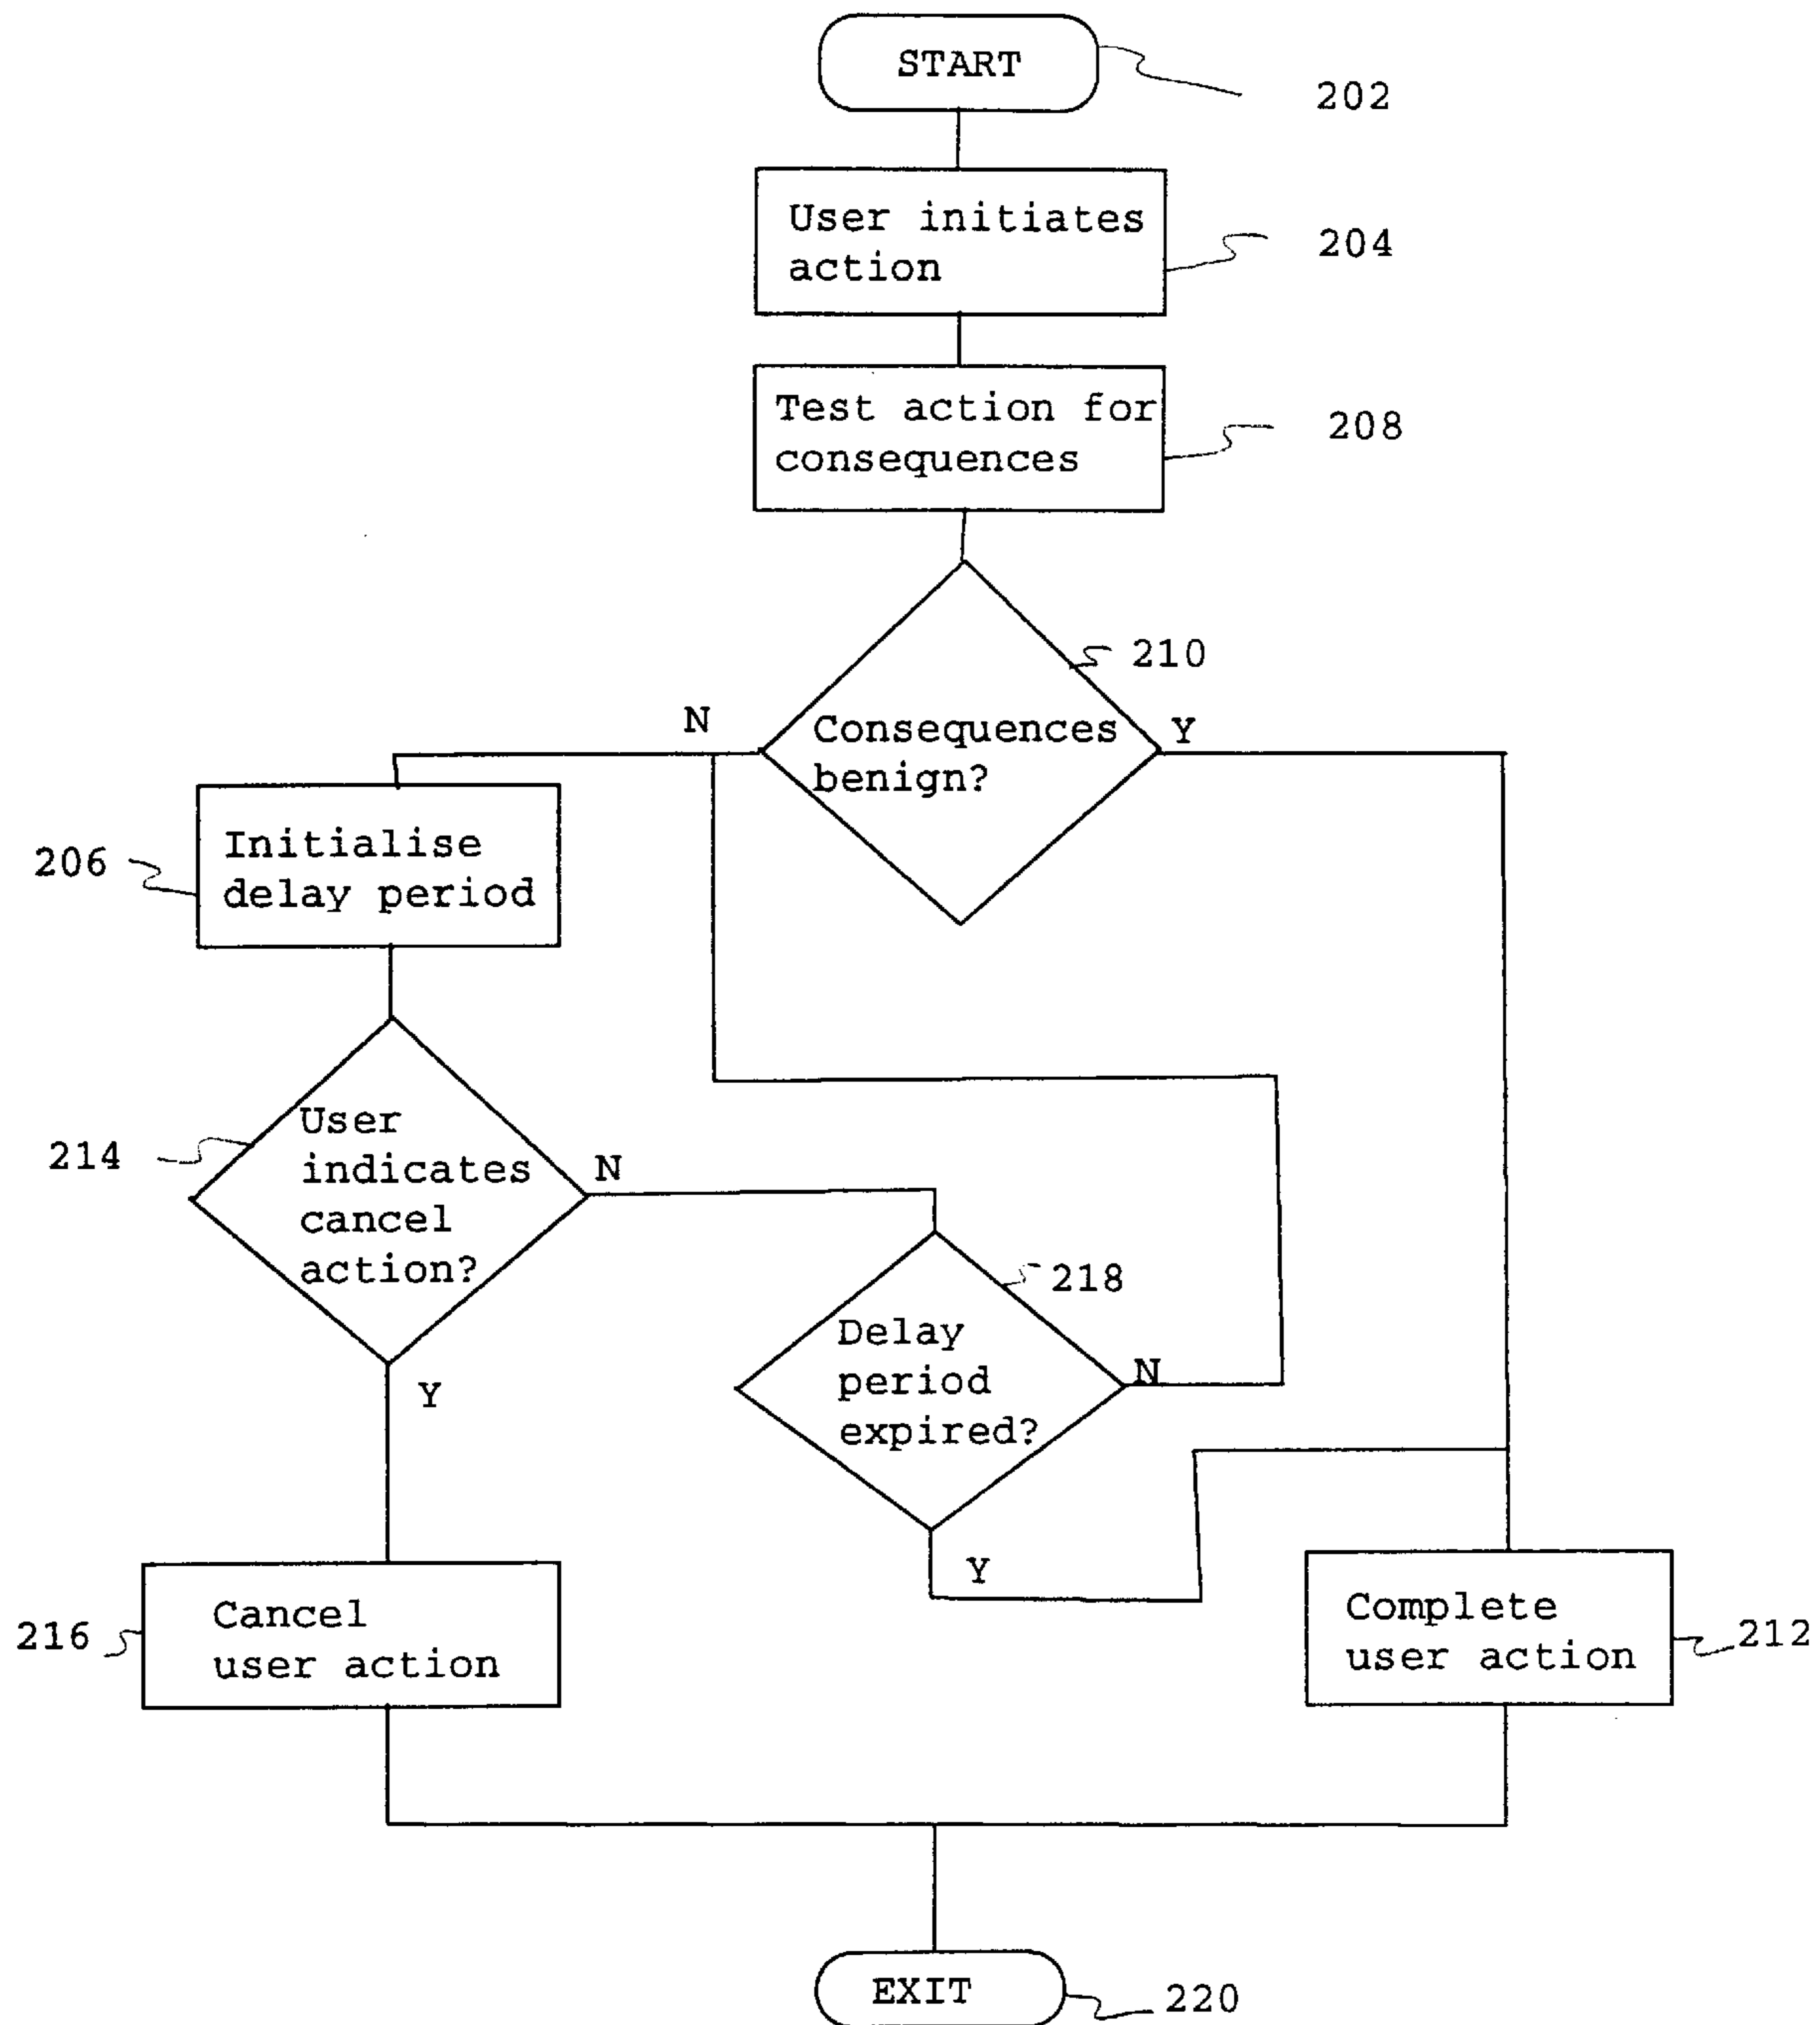 START
202
User initiates
action
204
Test action for
consequences
208
210
N
Consequences
benign?
Y
206
Initialise
delay period
214
User
indicates
cancel
action?
N
218
Delay
period
expired?
N
Y
Y
216
Cancel
user action
Complete
user action
212
EXIT
220